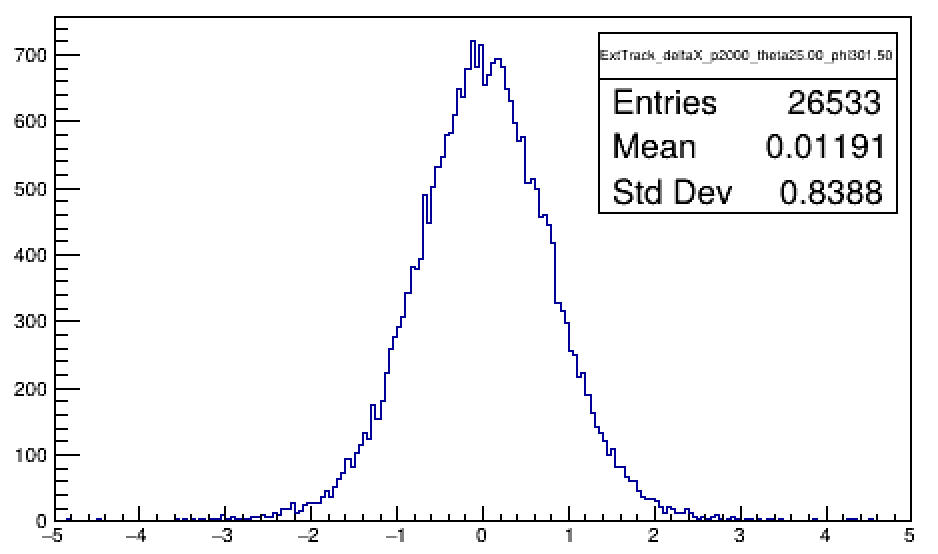 ExtTrack_deltaX_p2000_theta25.00_phi301.50
Entries 26533
Mean 0.01191
Std Dev 0.8388
700
600
500
400
300
200
100
0
−5 −4 −3 −2 −1 0 1 2 3 4 5